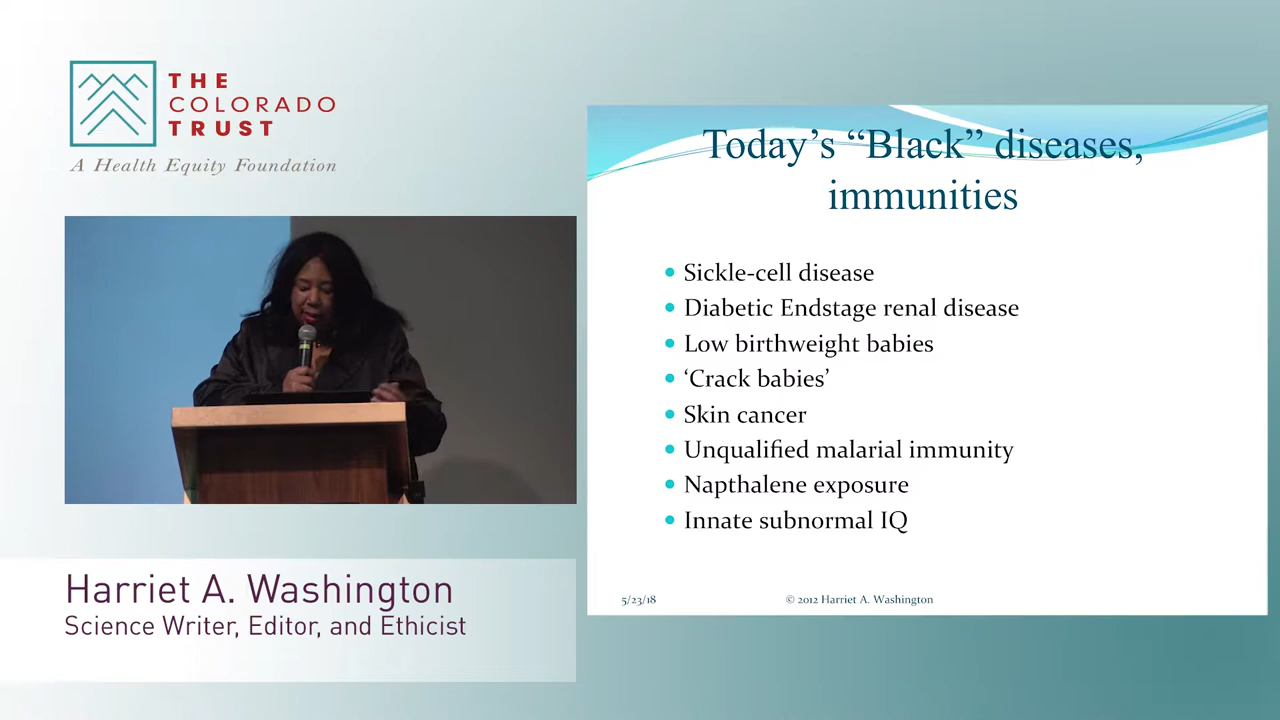 THE
COLORADO
TRUST
A Health Equity Foundation
Harriet A. Washington
Science Writer, Editor, and Ethicist
Today’s “Black” diseases,
immunities
• Sickle-cell disease
• Diabetic Endstage renal disease
• Low birthweight babies
• ‘Crack babies’
• Skin cancer
• Unqualified malarial immunity
• Napthalene exposure
• Innate subnormal IQ
5/23/18
© 2012 Harriet A. Washington